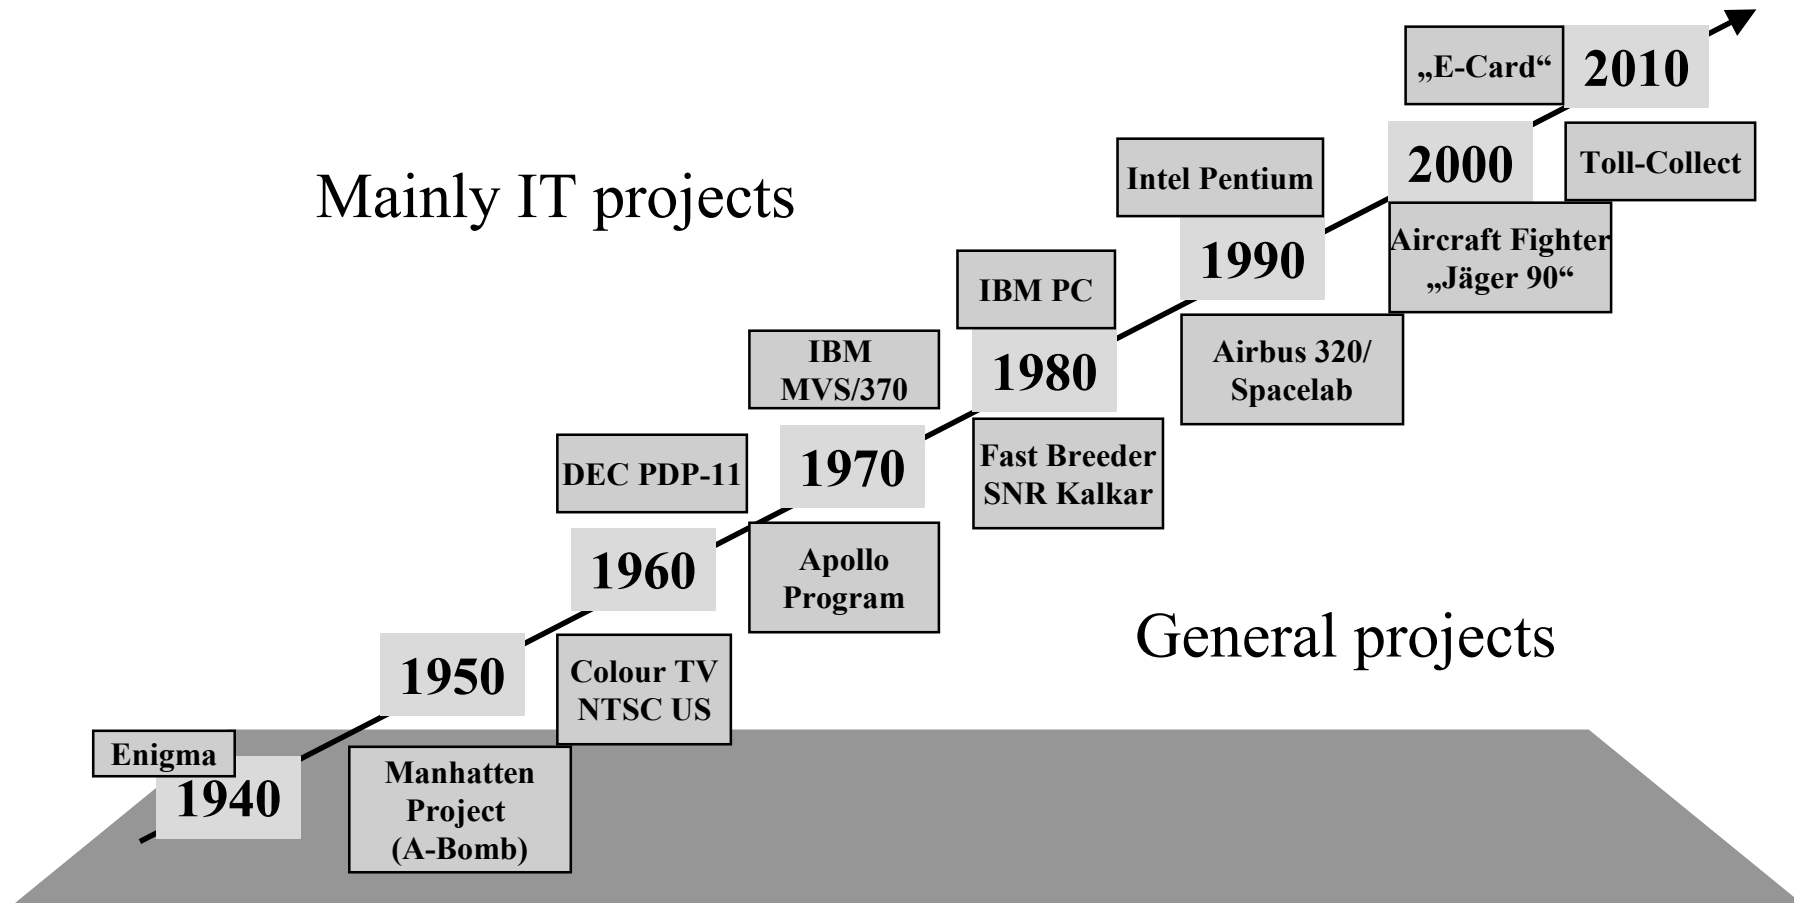 „E-Card“
2010
Toll-Collect
2000
Intel Pentium
Mainly IT projects
Aircraft Fighter
„Jäger 90“
1990
IBM PC
Airbus 320/
Spacelab
IBM
MVS/370
1980
Fast Breeder
SNR Kalkar
DEC PDP-11
1970
Apollo
Program
1960
General projects
Colour TV
NTSC US
1950
Enigma
1940
Manhatten
Project
(A-Bomb)